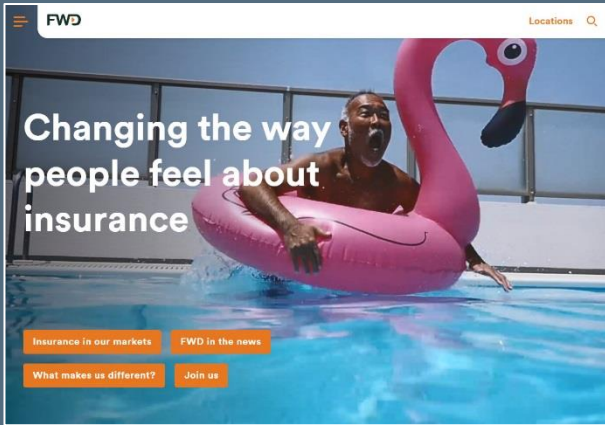 FWD
Locations
Changing the way
people feel about
insurance
Insurance in our markets
FWD in the news
What makes us different?
Join us